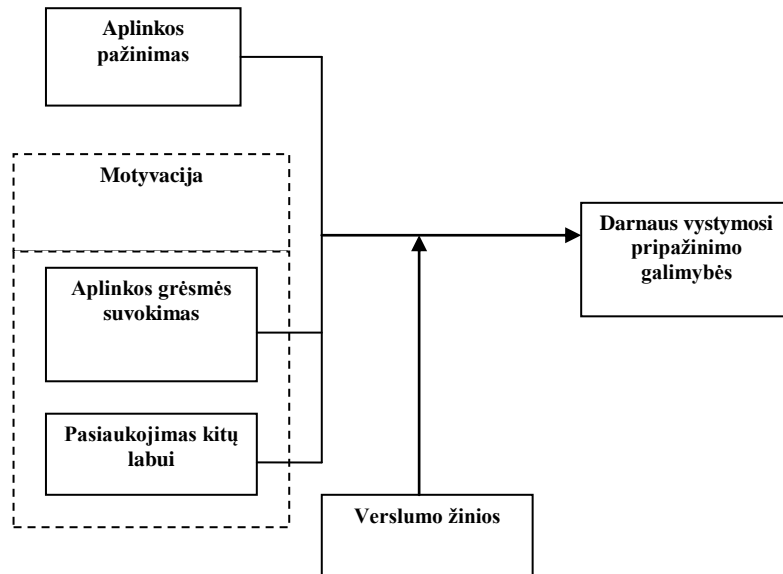 Aplinkos
pažinimas
Motyvacija
Darnaus vystymosi
pripažinimo
galimybės
Aplinkos grėsmės
suvokimas
Pasiaukojimas kitų
labui
Verslumo žinios